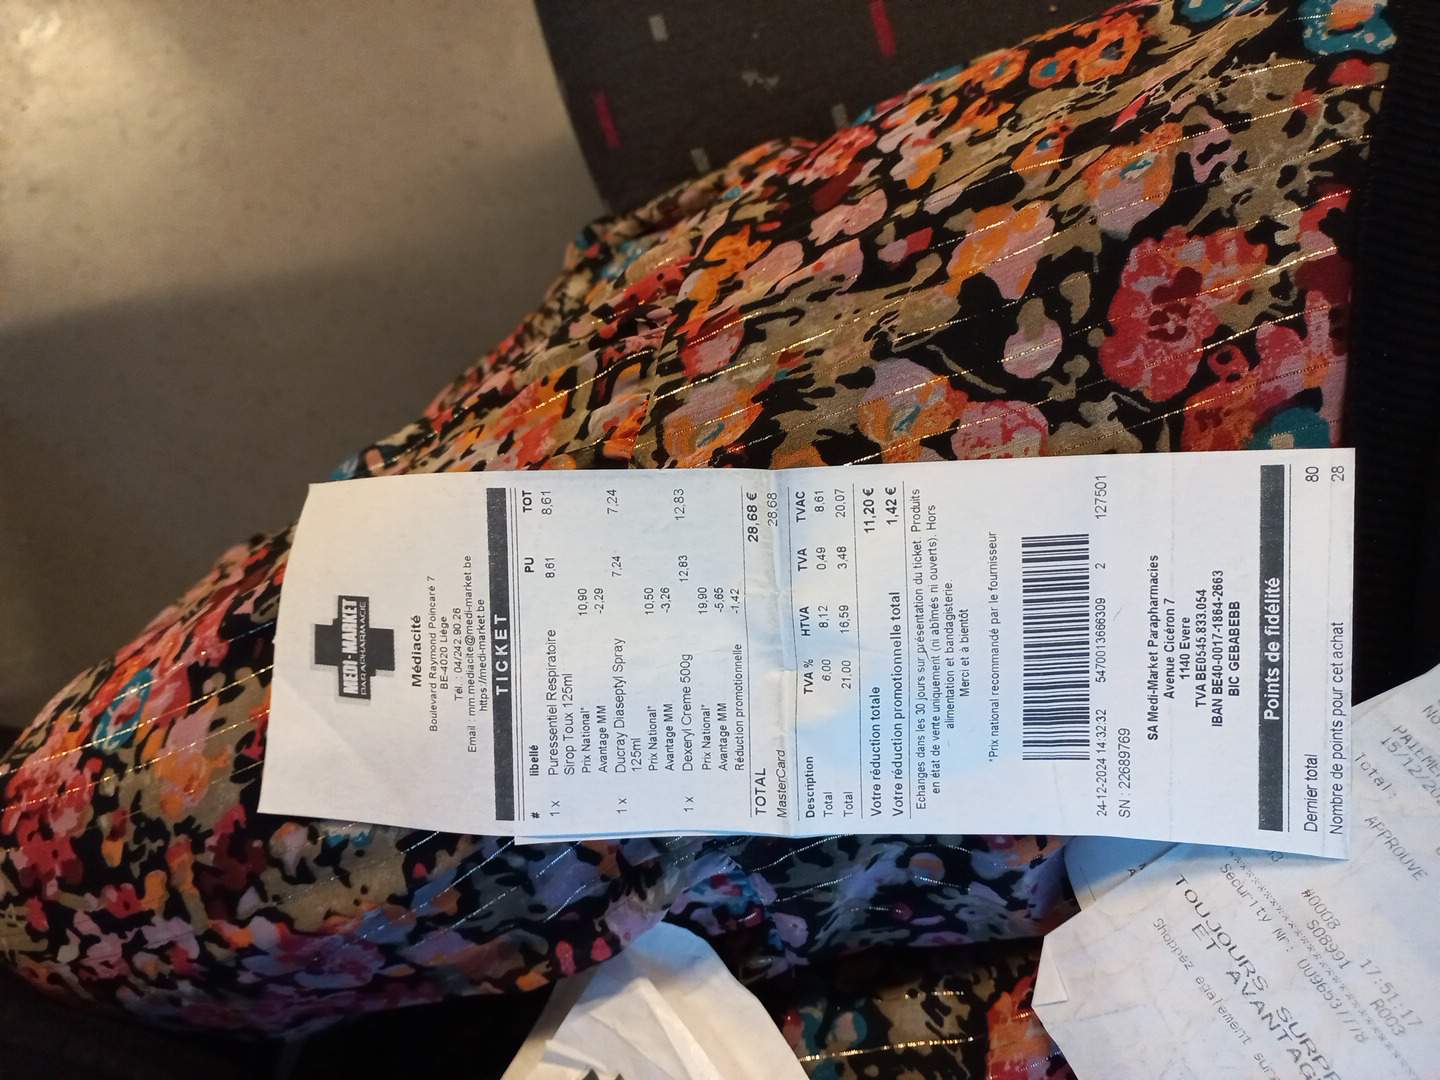 MEDI-MARKET
PARAPHARMACIE
Médiacité
Boulevard Raymond Poincaré 7
BE-4020 Liège
Tel. : 04/242.90.26
Email : mm.mediacite@medi-market.be
https://medi-market.be
TICKET
# libellé PU TOT
1 x Puressentiel Respiratoire 8,61 8,61
Sirop Toux 125ml
Prix National* 10,90
Avantage MM -2,29
1 x Ducray Diaseptyl Spray 7,24 7,24
125ml
Prix National* 10,50
Avantage MM -3,26
1 x Dexeryl Creme 500g 12,83 12,83
Prix National* 19,90
Avantage MM -5,65
Réduction promotionnelle -1,42
TOTAL 28,68 €
MasterCard 28,68
Description TVA % HTVA TVA TVAC
Total 6,00 8,12 0,49 8,61
Total 21,00 16,59 3,48 20,07
Votre réduction totale 11,20 €
Votre réduction promotionnelle total 1,42 €
Echanges dans les 30 jours sur présentation du ticket. Produits
en état de vente uniquement (ni abîmés ni ouverts). Hors
alimentation et bandagisterie.
Merci et à bientôt
*Prix national recommandé par le fournisseur
24-12-2024 14:32:32 5470013666309 2 127501
SN : 22689769
SA Medi-Market Parapharmacies
Avenue Cicéron 7
1140 Evere
TVA BE0545.833.054
IBAN BE40-0017-1864-2663
BIC GEBABEBB
Points de fidélité
Dernier total 80
Nombre de points pour cet achat 28
Total:
APPROUVE
#0008 17:51:17
S08991 R003
Security Nr:
TOUJOURS
ET AVANTAG
Shoppez également sur